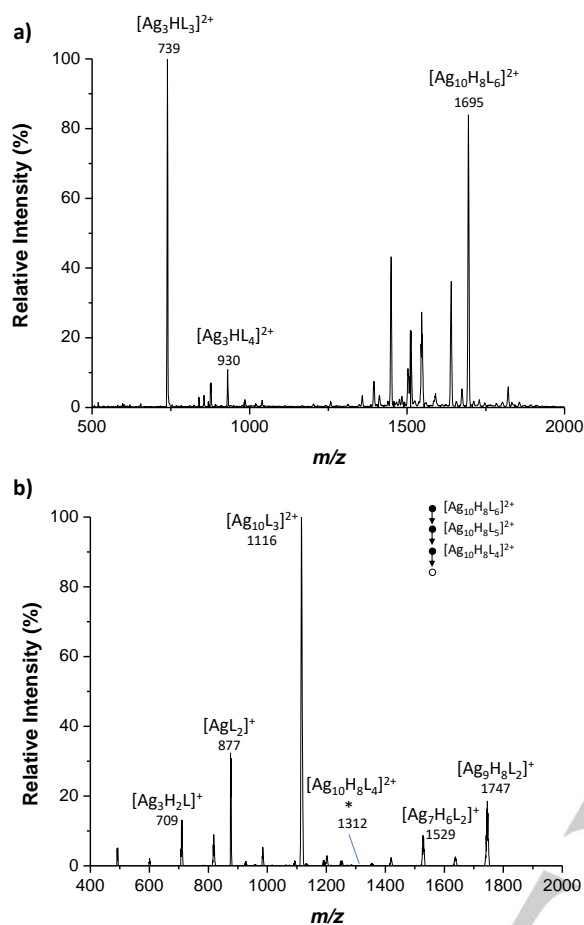 a)
[Ag3HL3]2+
739
[Ag10H8L6]2+
1695
[Ag3HL4]2+
930
Relative Intensity (%)
100
80
60
40
20
0
500
1000
1500
2000
m/z
b)
[Ag10L3]2+
1116
[Ag10H8L6]2+
[Ag10H8L5]2+
[Ag10H8L4]2+
[AgL2]+
877
[Ag3H2L]+
709
[Ag10H8L4]2+
*
1312
[Ag9H8L2]+
1747
[Ag7H6L2]+
1529
Relative Intensity (%)
100
80
60
40
20
0
400
600
800
1000
1200
1400
1600
1800
2000
m/z